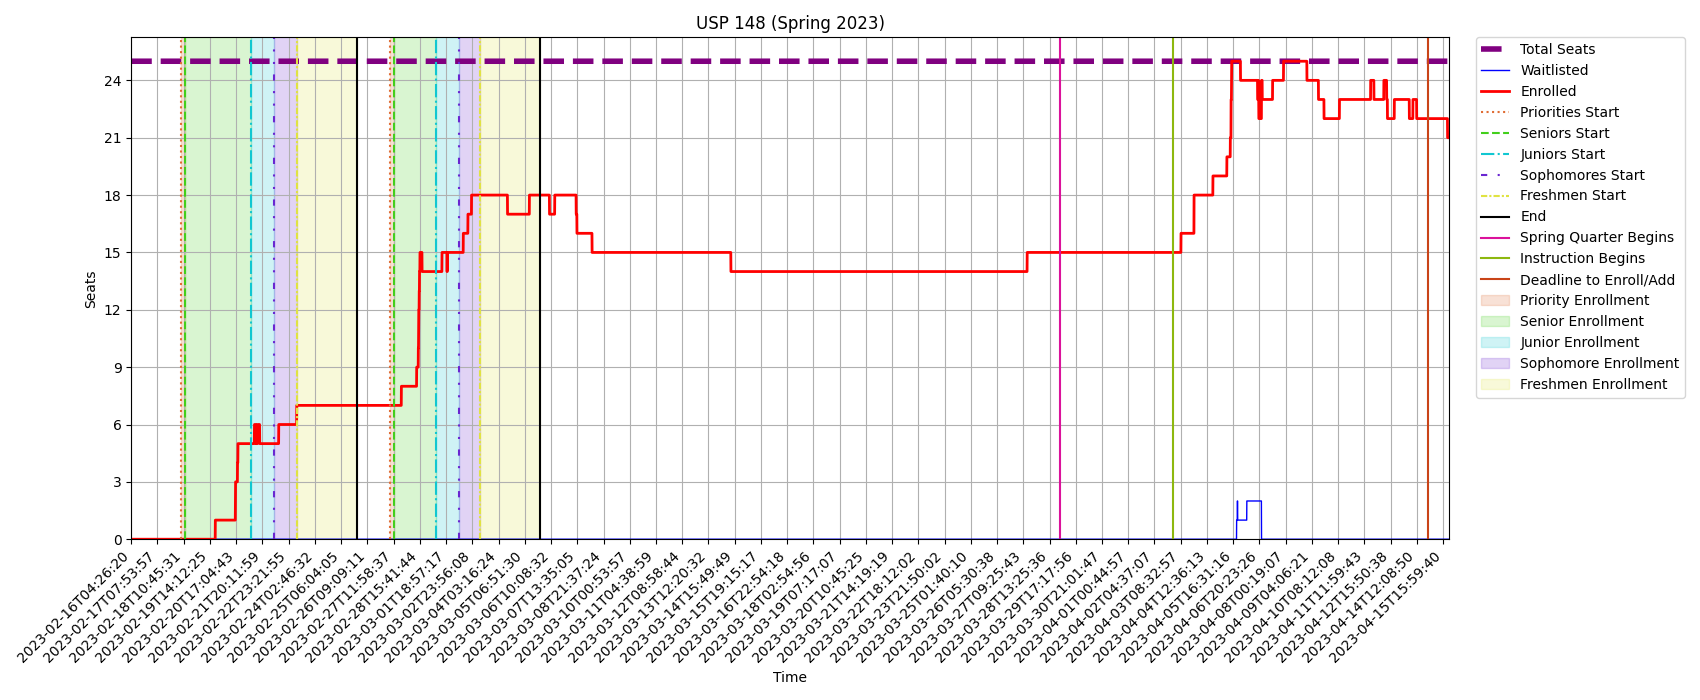 USP 148 (Spring 2023)
Seats
24
21
18
15
12
9
6
3
0
2023-02-16T04:26:20
2023-02-17T07:53:57
2023-02-18T10:45:31
2023-02-19T14:12:25
2023-02-20T17:04:43
2023-02-21T20:11:59
2023-02-22T23:21:55
2023-02-24T02:46:32
2023-02-25T06:04:05
2023-02-26T09:09:11
2023-02-27T11:58:37
2023-02-28T15:41:44
2023-03-01T18:57:17
2023-03-02T23:56:08
2023-03-04T03:16:24
2023-03-05T06:51:30
2023-03-06T10:08:32
2023-03-07T13:35:05
2023-03-08T21:37:24
2023-03-10T00:53:57
2023-03-11T04:38:59
2023-03-12T08:58:44
2023-03-13T12:20:32
2023-03-14T15:49:49
2023-03-15T19:15:17
2023-03-16T22:54:18
2023-03-18T02:54:56
2023-03-19T07:17:07
2023-03-20T10:45:25
2023-03-21T14:19:19
2023-03-22T18:12:02
2023-03-23T21:50:02
2023-03-25T01:40:10
2023-03-26T05:30:38
2023-03-27T09:25:43
2023-03-28T13:25:36
2023-03-29T17:17:56
2023-03-30T21:01:47
2023-04-01T00:44:57
2023-04-02T04:37:07
2023-04-03T08:32:57
2023-04-04T12:36:13
2023-04-05T16:31:16
2023-04-06T20:23:26
2023-04-08T00:19:07
2023-04-09T04:06:21
2023-04-10T08:12:08
2023-04-11T11:59:43
2023-04-12T15:50:38
2023-04-14T12:08:50
2023-04-15T15:59:40
Time
Total Seats
Waitlisted
Enrolled
Priorities Start
Seniors Start
Juniors Start
Sophomores Start
Freshmen Start
End
Spring Quarter Begins
Instruction Begins
Deadline to Enroll/Add
Priority Enrollment
Senior Enrollment
Junior Enrollment
Sophomore Enrollment
Freshmen Enrollment